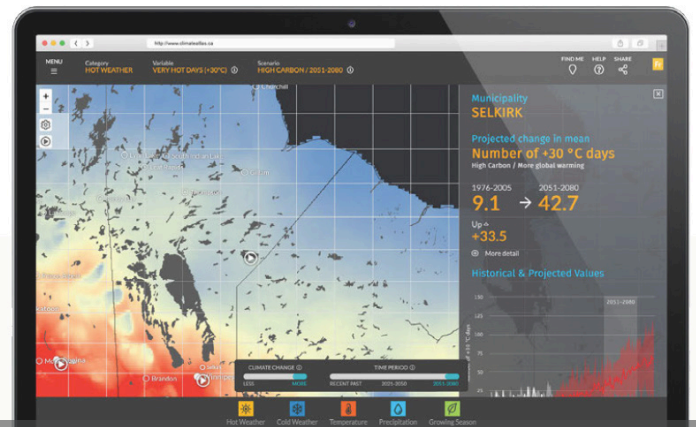 http://www.climateatlas.ca
MENU
Category
HOT WEATHER
Variable
VERY HOT DAYS (+30°C)
Scenario
HIGH CARBON / 2051-2080
FIND ME
HELP
SHARE
fr
Churchill
Municipality
SELKIRK
Projected change in mean
Number of +30 °C days
High Carbon / More global warming
1976-2005
2051-2080
9.1 → 42.7
Up
+33.5
More detail
Historical & Projected Values
2051-2080
Brandon
CLIMATE CHANGE
LESS
MORE
TIME PERIOD
RECENT PAST
2021-2050
2051-2080
Hot Weather
Cold Weather
Temperature
Precipitation
Growing Season